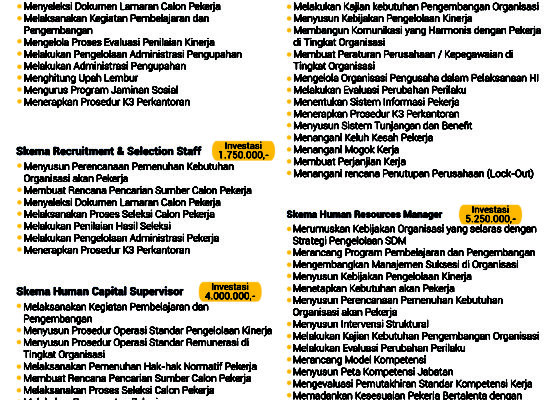 Menyeleksi Dokumen Lamaran Calon Pekerja
Melaksanakan Kegiatan Pembelajaran dan
Pengembangan
Mengelola Proses Evaluasi Penilaian Kinerja
Melakukan Pengelolaan Administrasi Pengupahan
Melakukan Administrasi Pengupahan
Menghitung Upah Lembur
Mengurus Program Jaminan Sosial
Menerapkan Prosedur K3 Perkantoran
Skema Recruitment & Selection Staff
Investasi
1.750.000,-
Menyusun Perencanaan Pemenuhan Kebutuhan
Organisasi akan Pekerja
Membuat Rencana Pencarian Sumber Calon Pekerja
Menyeleksi Dokumen Lamaran Calon Pekerja
Melaksanakan Proses Seleksi Calon Pekerja
Melakukan Penilaian Hasil Seleksi
Melakukan Pengelolaan Administrasi Pekerja
Menerapkan Prosedur K3 Perkantoran
Skema Human Capital Supervisor
Investasi
4.000.000,-
Melaksanakan Kegiatan Pembelajaran dan
Pengembangan
Menyusun Prosedur Operasi Standar Pengelolaan Kinerja
Menyusun Prosedur Operasi Standar Remunerasi di
Tingkat Organisasi
Melaksanakan Pemenuhan Hak-hak Normatif Pekerja
Membuat Rencana Pencarian Sumber Calon Pekerja
Melaksanakan Proses Seleksi Calon Pekerja
Melakukan Kajian kebutuhan Pengembangan Organisasi
Menyusun Kebijakan Pengelolaan Kinerja
Membangun Komunikasi yang Harmonis dengan Pekerja
di Tingkat Organisasi
Membuat Peraturan Perusahaan / Kepegawaian di
Tingkat Organisasi
Mengelola Organisasi Pengusaha dalam Pelaksanaan HI
Melakukan Evaluasi Perubahan Perilaku
Menentukan Sistem Informasi Pekerja
Menerapkan Prosedur K3 Perkantoran
Menyusun Sistem Tunjangan dan Benefit
Menangani Keluh Kesah Pekerja
Menangani Mogok Kerja
Membuat Perjanjian Kerja
Menangani rencana Penutupan Perusahaan (Lock-Out)
Skema Human Resources Manager
Investasi
5.250.000,-
Merumuskan Kebijakan Organisasi yang selaras dengan
Strategi Pengelolaan SDM
Merancang Program Pembelajaran dan Pengembangan
Mengembangkan Manajemen Suksesi di Organisasi
Menyusun Kebijakan Pengelolaan Kinerja
Menetapkan Kebutuhan akan Pekerja
Menyusun Perencanaan Pemenuhan Kebutuhan
Organisasi akan Pekerja
Menyusun Intervensi Struktural
Melakukan Kajian Kebutuhan Pengembangan Organisasi
Melakukan Evaluasi Perubahan Perilaku
Merancang Model Kompetensi
Menyusun Peta Kompetensi Jabatan
Mengevaluasi Pemutakhiran Standar Kompetensi Kerja
Memadankan Kesesuaian Pekerja Bertalenta dengan